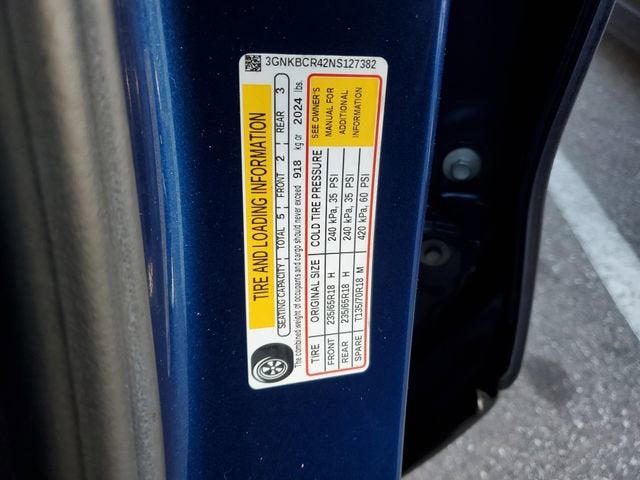 3GNKBCR42NS127382
TIRE AND LOADING INFORMATION
SEATING CAPACITY TOTAL 5 FRONT 2 REAR 3
The combined weight of occupants and cargo should never exceed 918 kg or 2024 lbs.
TIRE ORIGINAL SIZE COLD TIRE PRESSURE
FRONT 235/65R18 H 240 kPa, 35 PSI
REAR 235/65R18 H 240 kPa, 35 PSI
SPARE T135/70R18 M 420 kPa, 60 PSI
SEE OWNER'S
MANUAL FOR
ADDITIONAL
INFORMATION